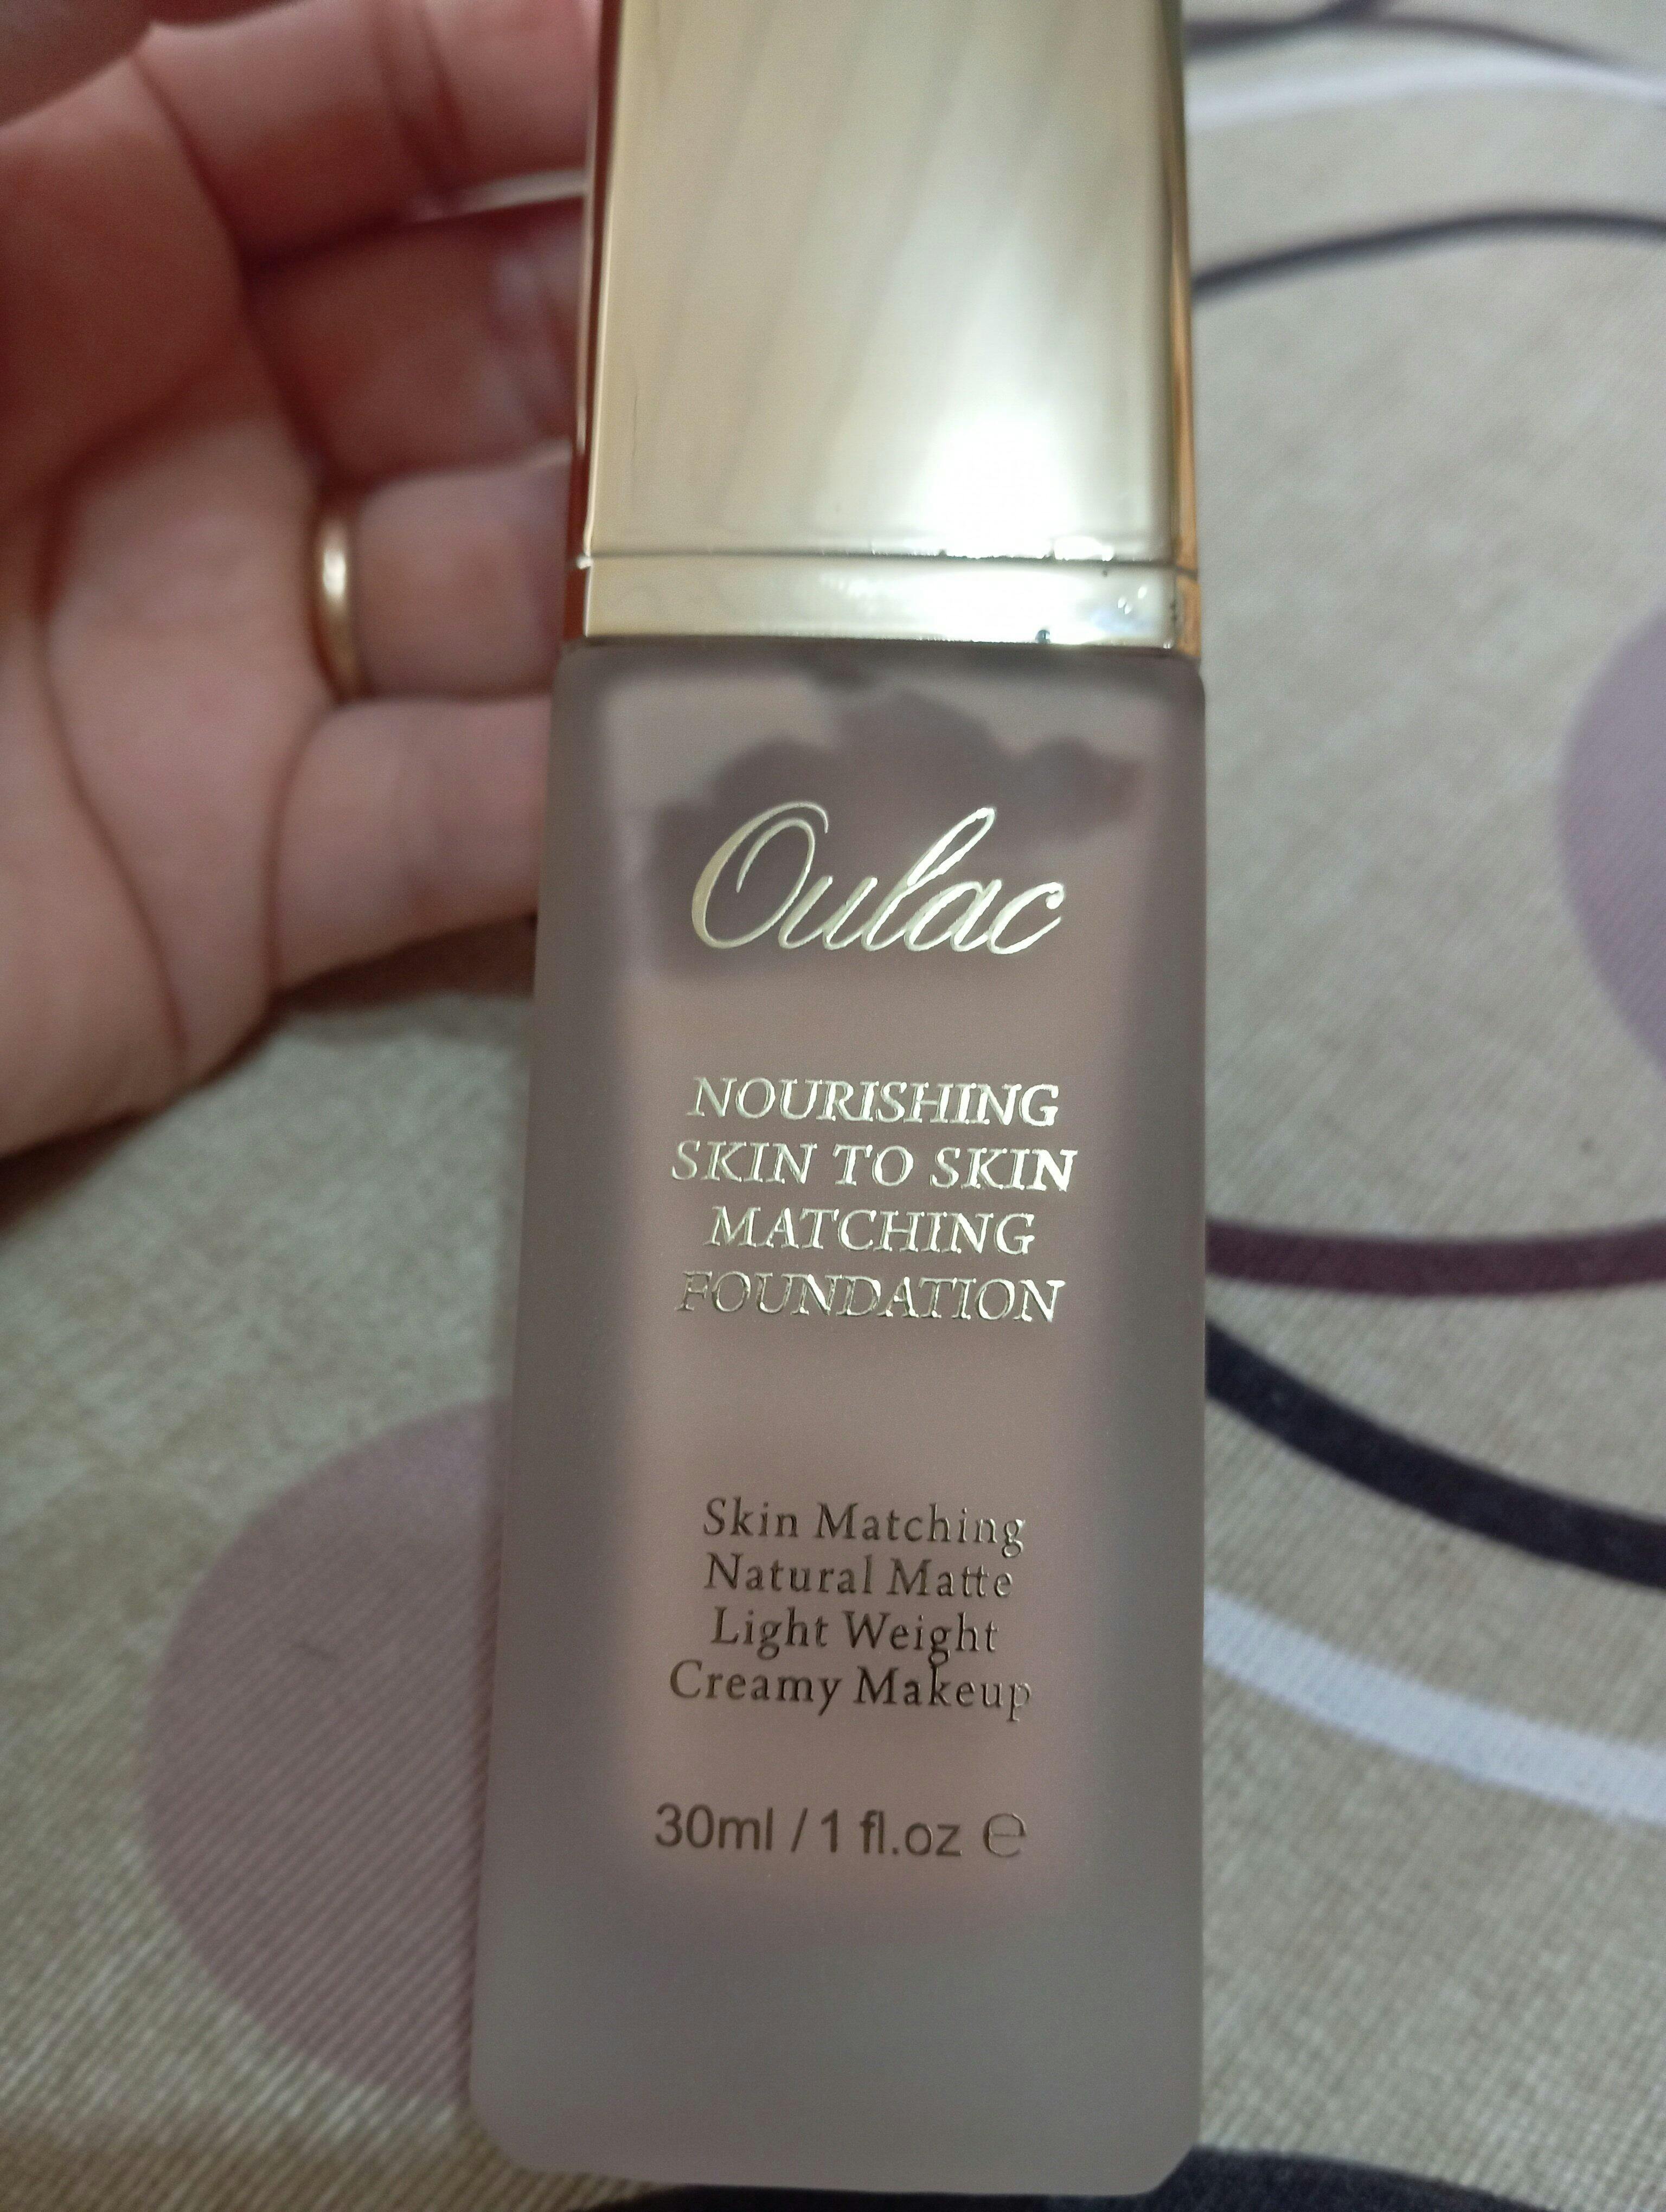 Oulac
NOURISHING
SKIN TO SKIN
MATCHING
FOUNDATION
Skin Matching
Natural Matte
Light Weight
Creamy Makeup
30ml / 1 fl.oz ℮